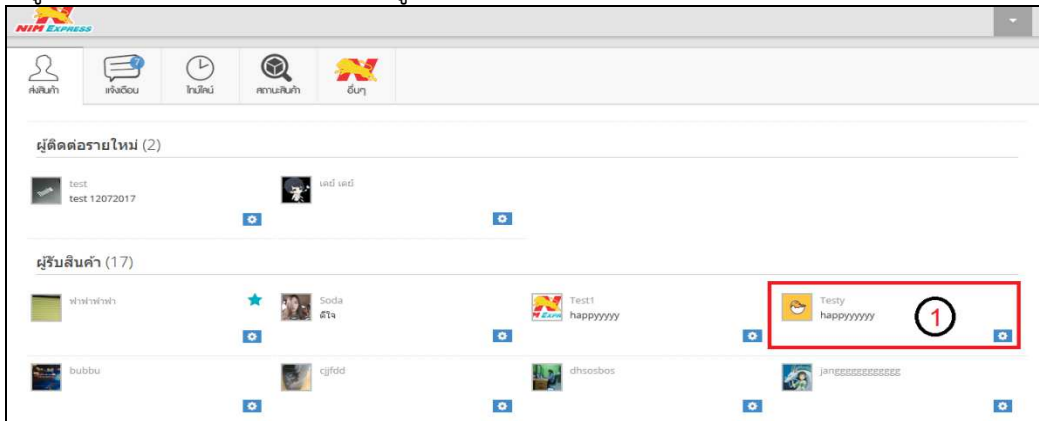 NIM EXPRESS
ส่งสินค้า
7
แจ้งเตือน
ไทม์ไลน์
สถานะสินค้า
อื่นๆ
ผู้ติดต่อรายใหม่ (2)
test
test 12072017
เดย์ เดย์
ผู้รับสินค้า (17)
ฟาฟาฟาฟา
Soda
ดีใจ
Test1
happyyyyy
Testy
happyyyyyy
1
bubbu
cjjfdd
dhsosbos
janggggggggggggg